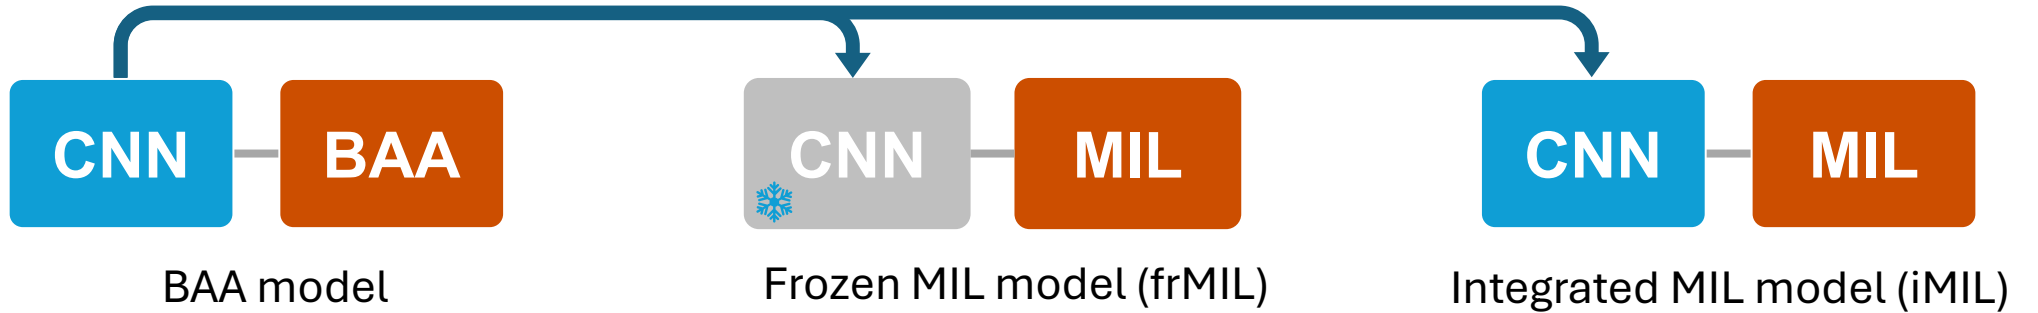 CNN BAA CNN MIL CNN MIL
BAA model Frozen MIL model (frMIL) Integrated MIL model (iMIL)